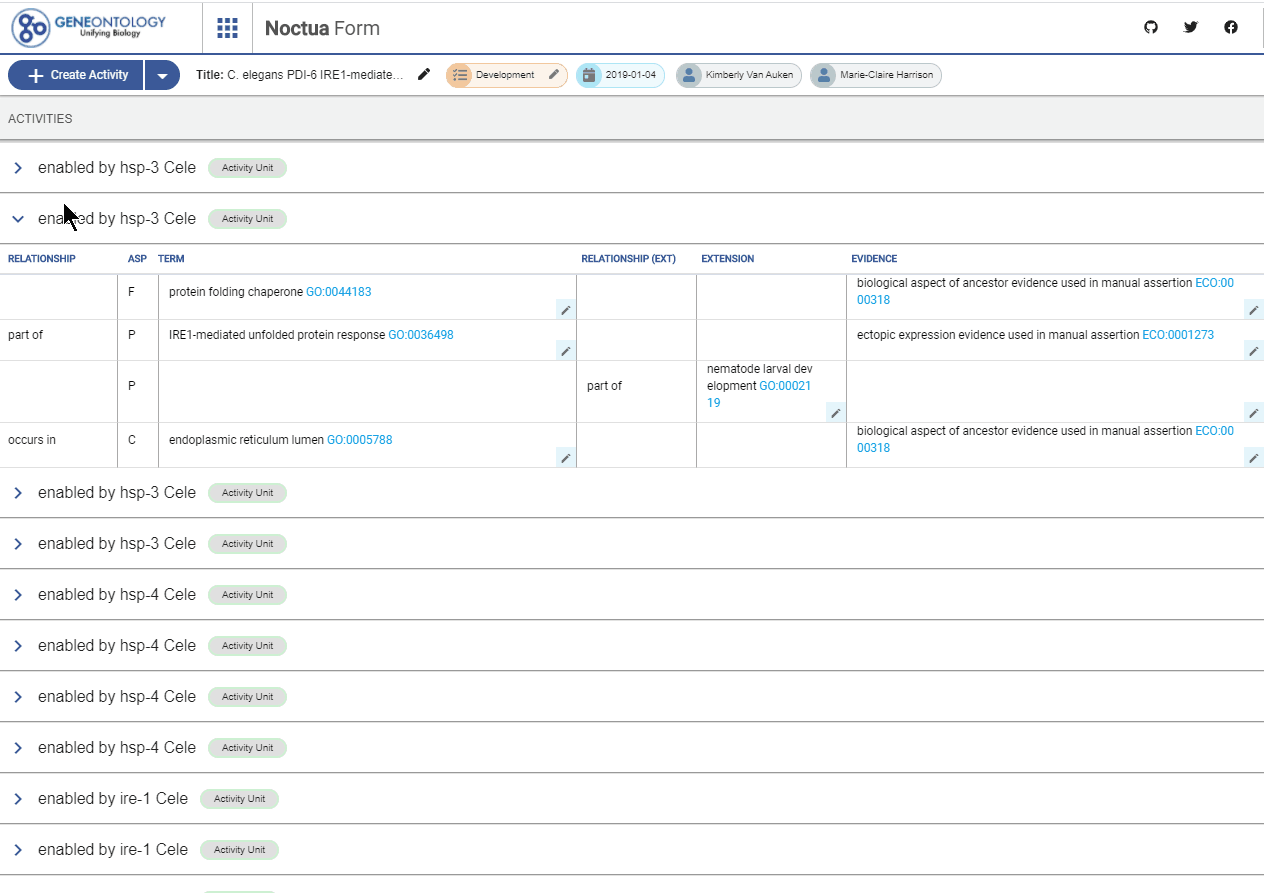 GENEONTOLOGY
Unifying Biology
Noctua Form
Create Activity
Title: C. elegans PDI-6 IRE1-mediate...
Development
2019-01-04
Kimberly Van Auken
Marie-Claire Harrison
ACTIVITIES
enabled by hsp-3 Cele Activity Unit
enabled by hsp-3 Cele Activity Unit
RELATIONSHIP ASP TERM RELATIONSHIP (EXT) EXTENSION EVIDENCE
F protein folding chaperone GO:0044183
biological aspect of ancestor evidence used in manual assertion ECO:00
00318
part of P IRE1-mediated unfolded protein response GO:0036498 ectopic expression evidence used in manual assertion ECO:0001273
P part of
nematode larval dev
elopment GO:00021
19
occurs in C endoplasmic reticulum lumen GO:0005788
biological aspect of ancestor evidence used in manual assertion ECO:00
00318
enabled by hsp-3 Cele Activity Unit
enabled by hsp-3 Cele Activity Unit
enabled by hsp-4 Cele Activity Unit
enabled by hsp-4 Cele Activity Unit
enabled by hsp-4 Cele Activity Unit
enabled by hsp-4 Cele Activity Unit
enabled by ire-1 Cele Activity Unit
enabled by ire-1 Cele Activity Unit